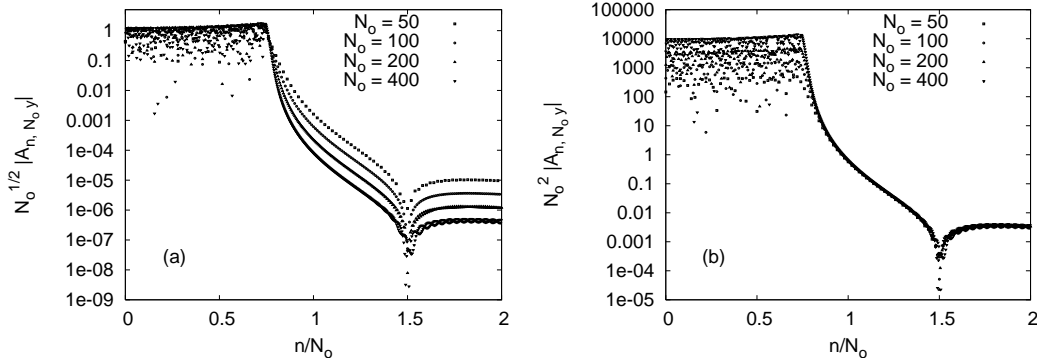 N_o^{1/2} |A_{n, N_o y}|
10
1
0.1
0.01
0.001
1e-04
1e-05
1e-06
1e-07
1e-08
1e-09
N_o = 50
N_o = 100
N_o = 200
N_o = 400
(a)
0
0.5
1
1.5
2
n/N_o
N_o^2 |A_{n, N_o y}|
100000
10000
1000
100
10
1
0.1
0.01
0.001
1e-04
1e-05
N_o = 50
N_o = 100
N_o = 200
N_o = 400
(b)
0
0.5
1
1.5
2
n/N_o